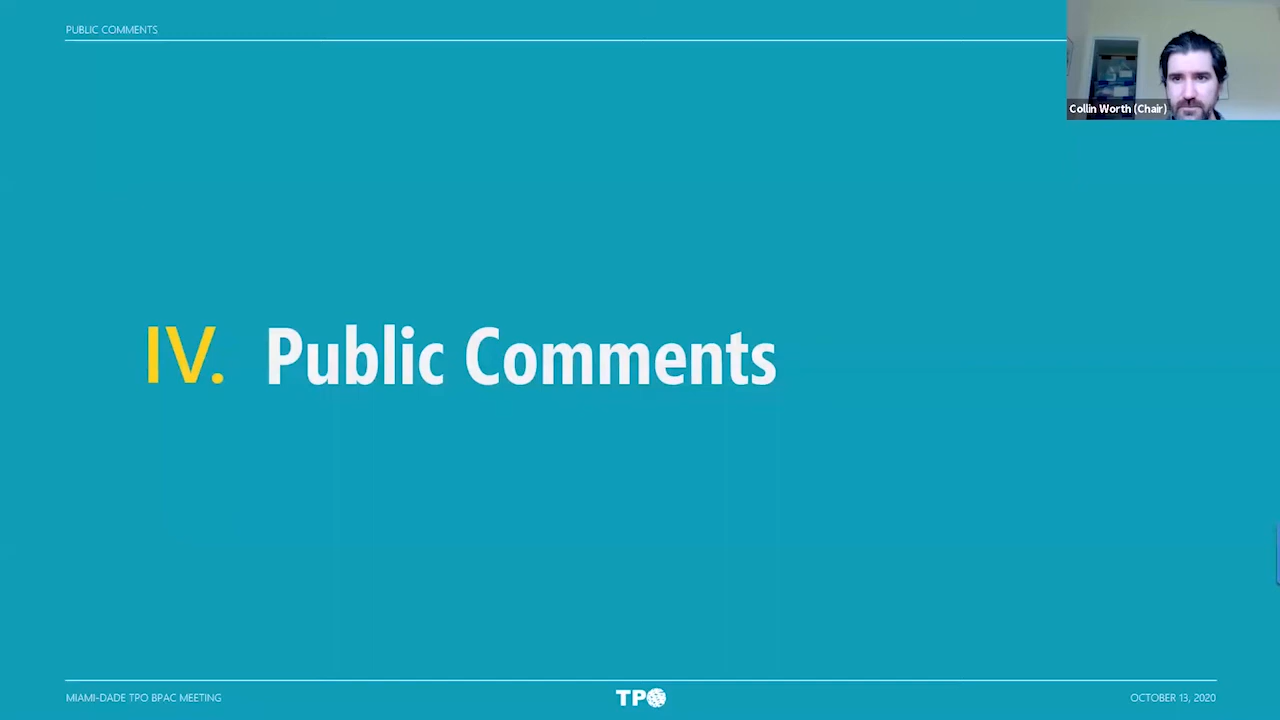 PUBLIC COMMENTS
Collin Worth (Chair)
IV. Public Comments
MIAMI-DADE TPO BPAC MEETING
TPO
OCTOBER 13, 2020